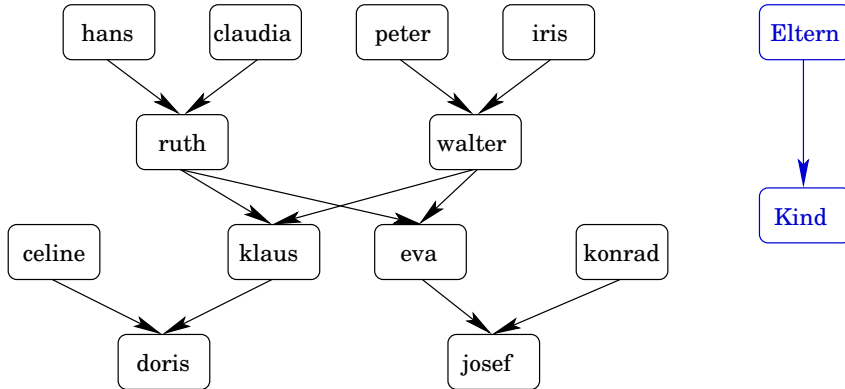 hans claudia peter iris Eltern
ruth walter
Kind
celine klaus eva konrad
doris josef